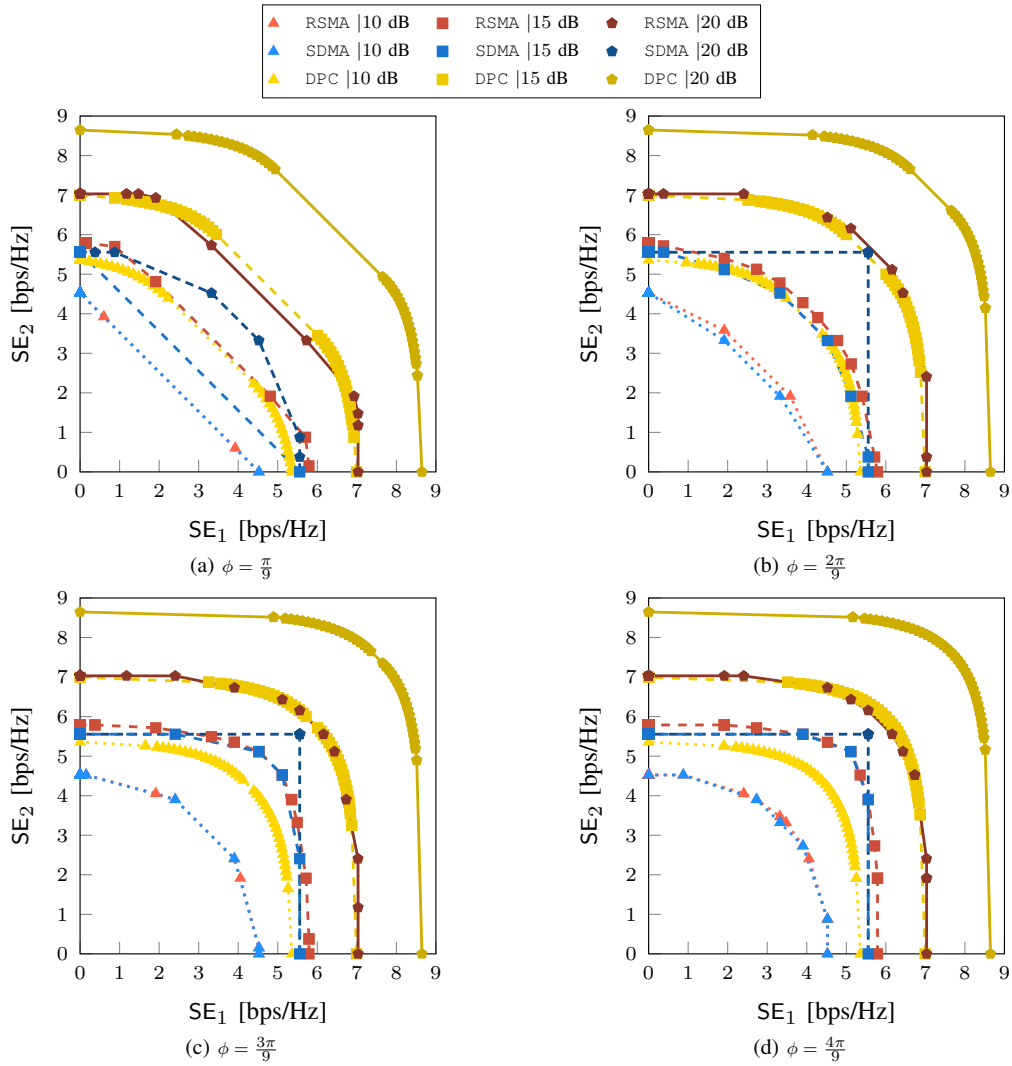 RSMA |10 dB RSMA |15 dB RSMA |20 dB
SDMA |10 dB SDMA |15 dB SDMA |20 dB
DPC |10 dB DPC |15 dB DPC |20 dB
9
8
7
6
5
4
3
2
1
0
SE₂ [bps/Hz]
0 1 2 3 4 5 6 7 8 9
SE₁ [bps/Hz]
(a) ϕ = π/9
9
8
7
6
5
4
3
2
1
0
SE₂ [bps/Hz]
0 1 2 3 4 5 6 7 8 9
SE₁ [bps/Hz]
(b) ϕ = 2π/9
9
8
7
6
5
4
3
2
1
0
SE₂ [bps/Hz]
0 1 2 3 4 5 6 7 8 9
SE₁ [bps/Hz]
(c) ϕ = 3π/9
9
8
7
6
5
4
3
2
1
0
SE₂ [bps/Hz]
0 1 2 3 4 5 6 7 8 9
SE₁ [bps/Hz]
(d) ϕ = 4π/9